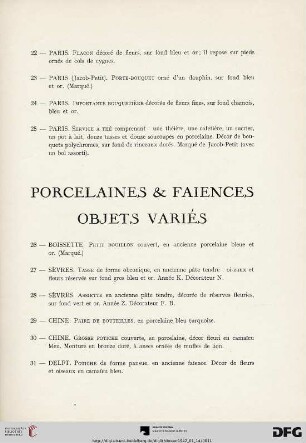 22 — PARIS. FLACON décoré de fleurs, sur fond bleu et or; il repose sur pieds
ornés de cols de cygnes.
23 — PARIS (Jacob-Petit). PORTE-BOUQUET orné d'un dauphin, sur fond bleu
et or. (Marqué.)
24 — PARIS. IMPORTANTE BOUQUETIÈRE décorée de fleurs fines, sur fond chamois,
bleu et or.
25 — PARIS. SERVICE A THÉ comprenant : une théière, une cafetière, un sucrier,
un pot à lait, douze tasses et douze soucoupes en porcelaine. Décor de bou-
quets polychromes, sur fond de rinceaux dorés. Marqué de Jacob-Petit (avec
un bol assorti).
PORCELAINES & FAIENCES
OBJETS VARIÉS
26 — BOISSETTE. PETIT BOUILLON couvert, en ancienne porcelaine bleue et
or. (Marqué.)
27 — SÈVRES. TASSE de forme obconique, en ancienne pâte tendre : oiseaux et
fleurs réservés sur fond gros bleu et or. Année K. Décorateur N.
28 — SÈVRES. ASSIETTE en ancienne pâte tendre, décorée de réserves fleuries,
sur fond vert et or. Année Z. Décorateur F. B.
29 — CHINE. PAIRE DE BOUTEILLES, en porcelaine bleu turquoise.
30 — CHINE. GROSSE POTICHE couverte, en porcelaine, décor fleuri en camaïeu
bleu. Monture en bronze doré, à anses ornées de mufles de lion.
31 — DELFT. POTICHE de forme pansue, en ancienne faïence. Décor de fleurs
et oiseaux en camaïeu bleu.
DFG